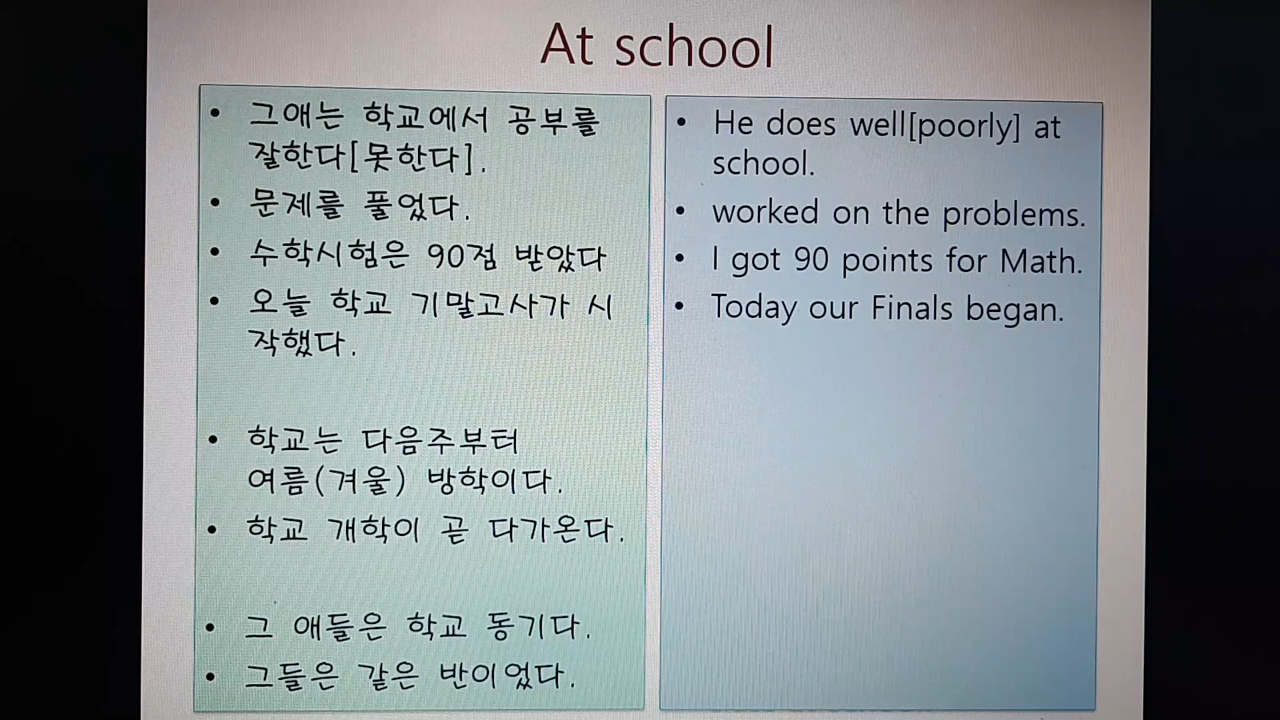 At school
• 그애는 학교에서 공부를
잘한다[못한다].
• 문제를 풀었다.
• 수학시험은 90점 받았다
• 오늘 학교 기말고사가 시
작했다.
• 학교는 다음주부터
여름(겨울) 방학이다.
• 학교 개학이 곧 다가온다.
• 그 애들은 학교 동기다.
• 그들은 같은 반이었다.
• He does well[poorly] at
school.
• worked on the problems.
• I got 90 points for Math.
• Today our Finals began.